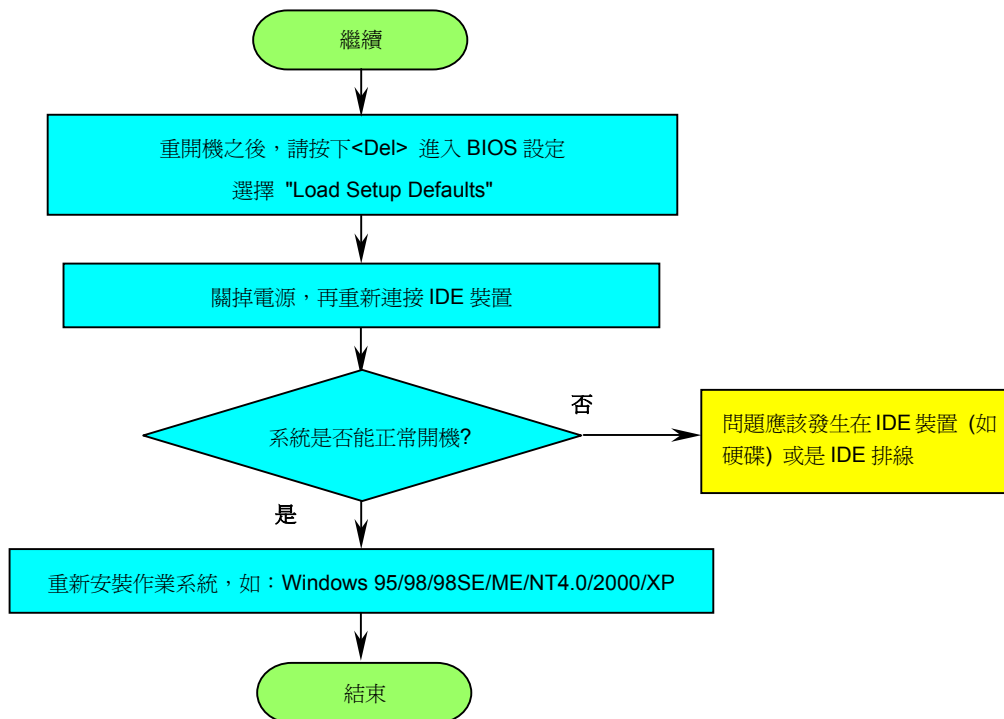 繼續
重開機之後，請按下<Del> 進入 BIOS 設定
選擇 "Load Setup Defaults"
關掉電源，再重新連接 IDE 裝置
系統是否能正常開機?
否
問題應該發生在 IDE 裝置 (如
硬碟) 或是 IDE 排線
是
重新安裝作業系統，如：Windows 95/98/98SE/ME/NT4.0/2000/XP
結束